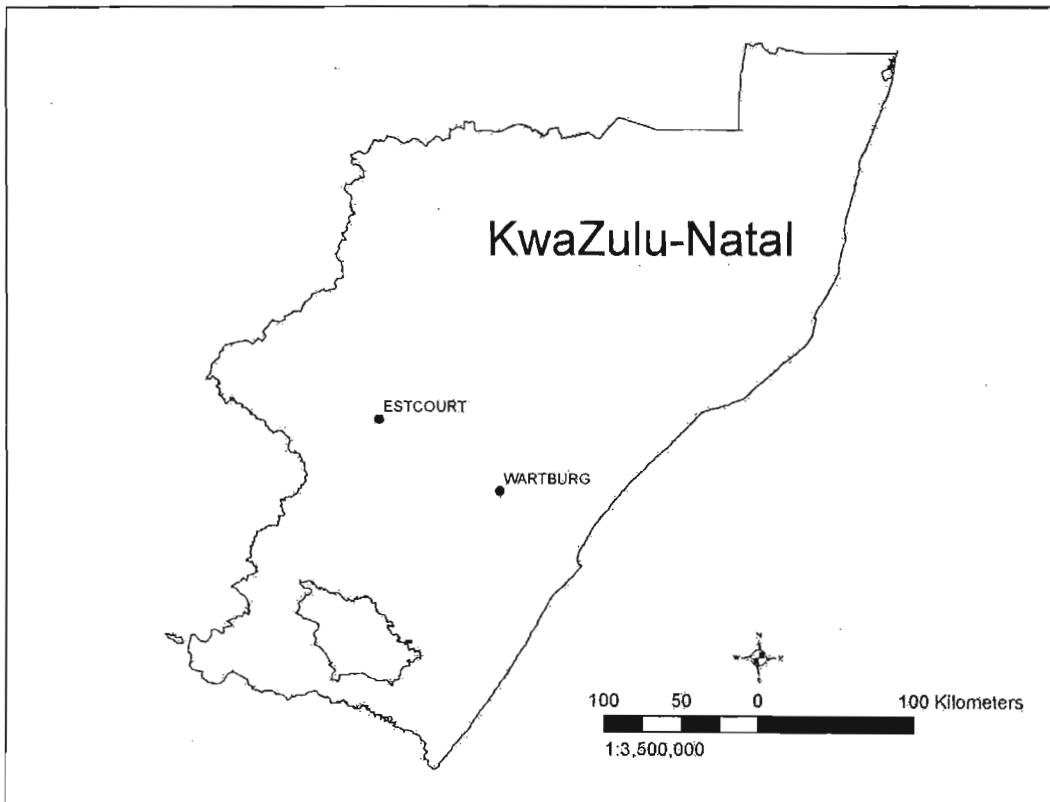 KwaZulu-Natal
ESTCOURT
WARTBURG
N
W E
S
100 50 0 100 Kilometers
1:3,500,000